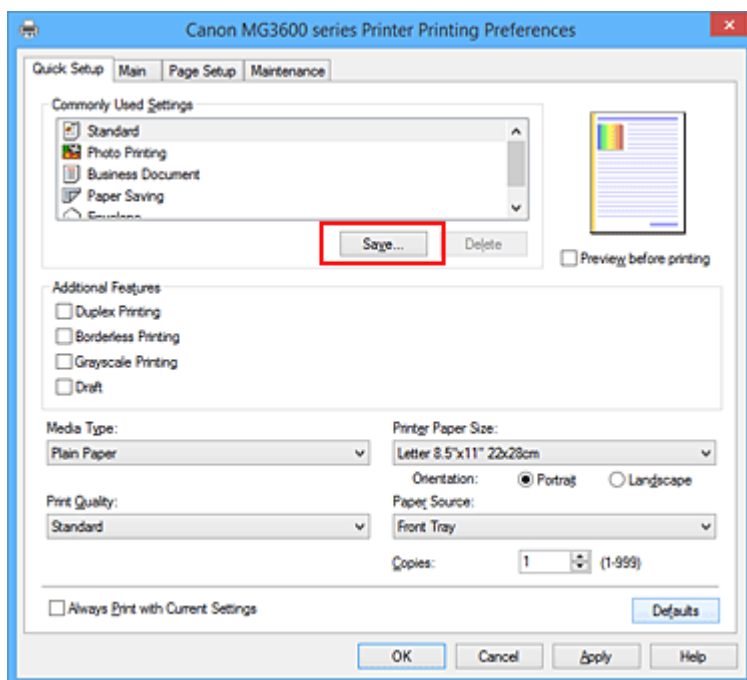 Canon MG3600 series Printer Printing Preferences
Quick Setup Main Page Setup Maintenance
Commonly Used Settings
Standard
Photo Printing
Business Document
Paper Saving
Envelope
Save... Delete
Preview before printing
Additional Features
Duplex Printing
Borderless Printing
Grayscale Printing
Draft
Media Type: Printer Paper Size:
Plain Paper Letter 8.5"x11" 22x28cm
Orientation: Portrait Landscape
Print Quality: Paper Source:
Standard Front Tray
Copies: 1 (1-999)
Always Print with Current Settings Defaults
OK Cancel Apply Help